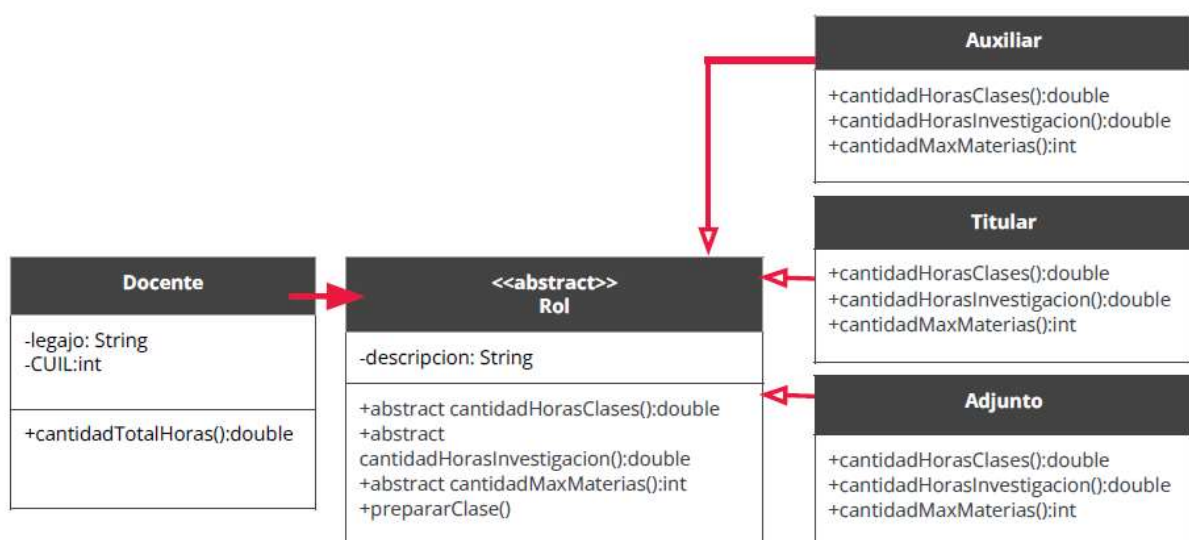 Docente
-legajo: String
-CUIL:int
+cantidadTotalHoras():double
<<abstract>>
Rol
-descripcion: String
+abstract cantidadHorasClases():double
+abstract
cantidadHorasInvestigacion():double
+abstract cantidadMaxMaterias():int
+prepararClase()
Auxiliar
+cantidadHorasClases():double
+cantidadHorasInvestigacion():double
+cantidadMaxMaterias():int
Titular
+cantidadHorasClases():double
+cantidadHorasInvestigacion():double
+cantidadMaxMaterias():int
Adjunto
+cantidadHorasClases():double
+cantidadHorasInvestigacion():double
+cantidadMaxMaterias():int